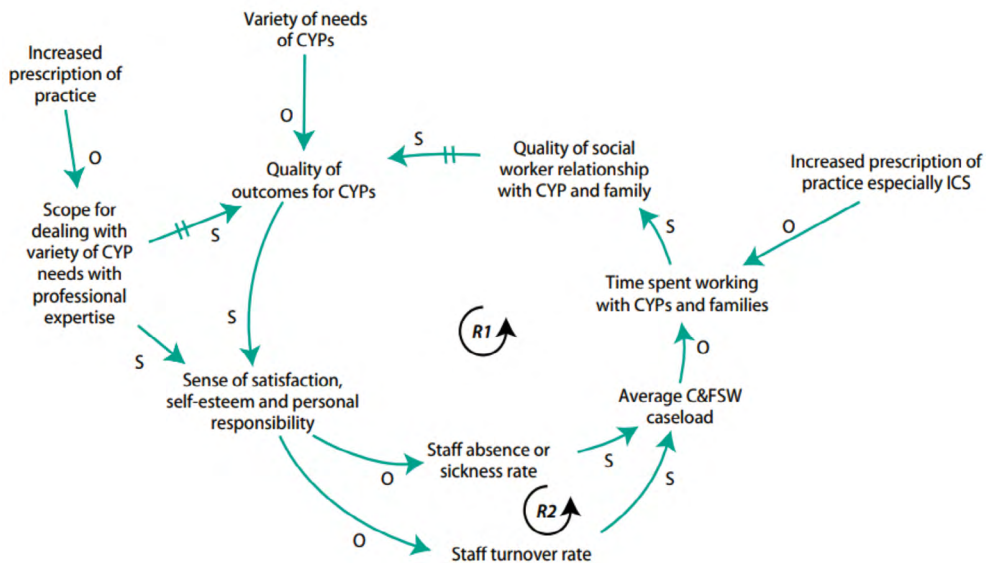 Variety of needs
of CYPs
Increased
prescription of
practice
O
O
S
Quality of
outcomes for CYPs
Quality of social
worker relationship
with CYP and family
Increased prescription of
practice especially ICS
Scope for
dealing with
variety of CYP
needs with
professional
expertise
S
S
O
Time spent working
with CYPs and families
S
R1
S
O
Sense of satisfaction,
self-esteem and personal
responsibility
Average C&FSW
caseload
Staff absence or
sickness rate
O
S
S
R2
O
Staff turnover rate